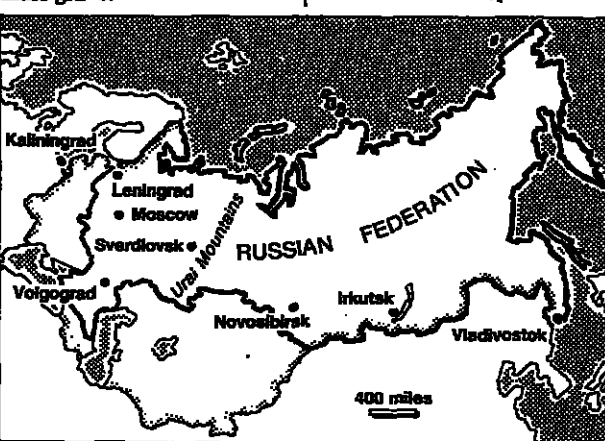 Kaliningrad
Leningrad
Moscow
Sverdlovsk
Ural Mountains
RUSSIAN FEDERATION
Volgograd
Novosibirsk
Irkutsk
Vladivostok
400 miles